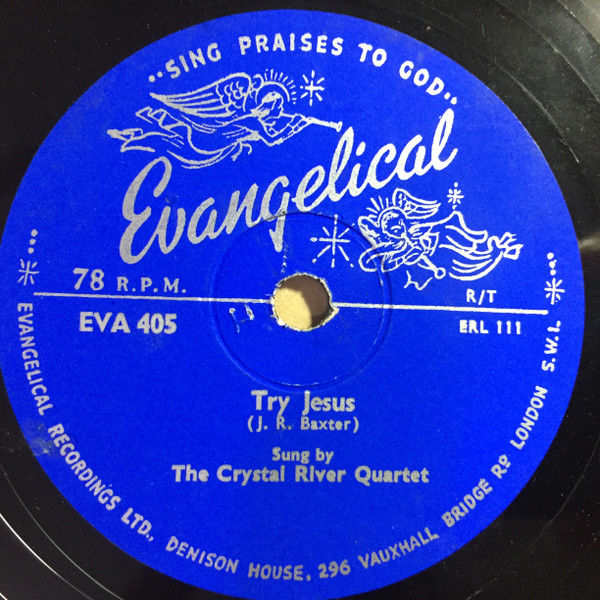 "SING PRAISES TO GOD"
Evangelical
78 R.P.M.
R/T
EVA 405
ERL 111
Try Jesus
(J. R. Baxter)
Sung by
The Crystal River Quartet
EVANGELICAL RECORDINGS LTD., DENISON HOUSE, 296 VAUXHALL BRIDGE RD LONDON S.W.1.